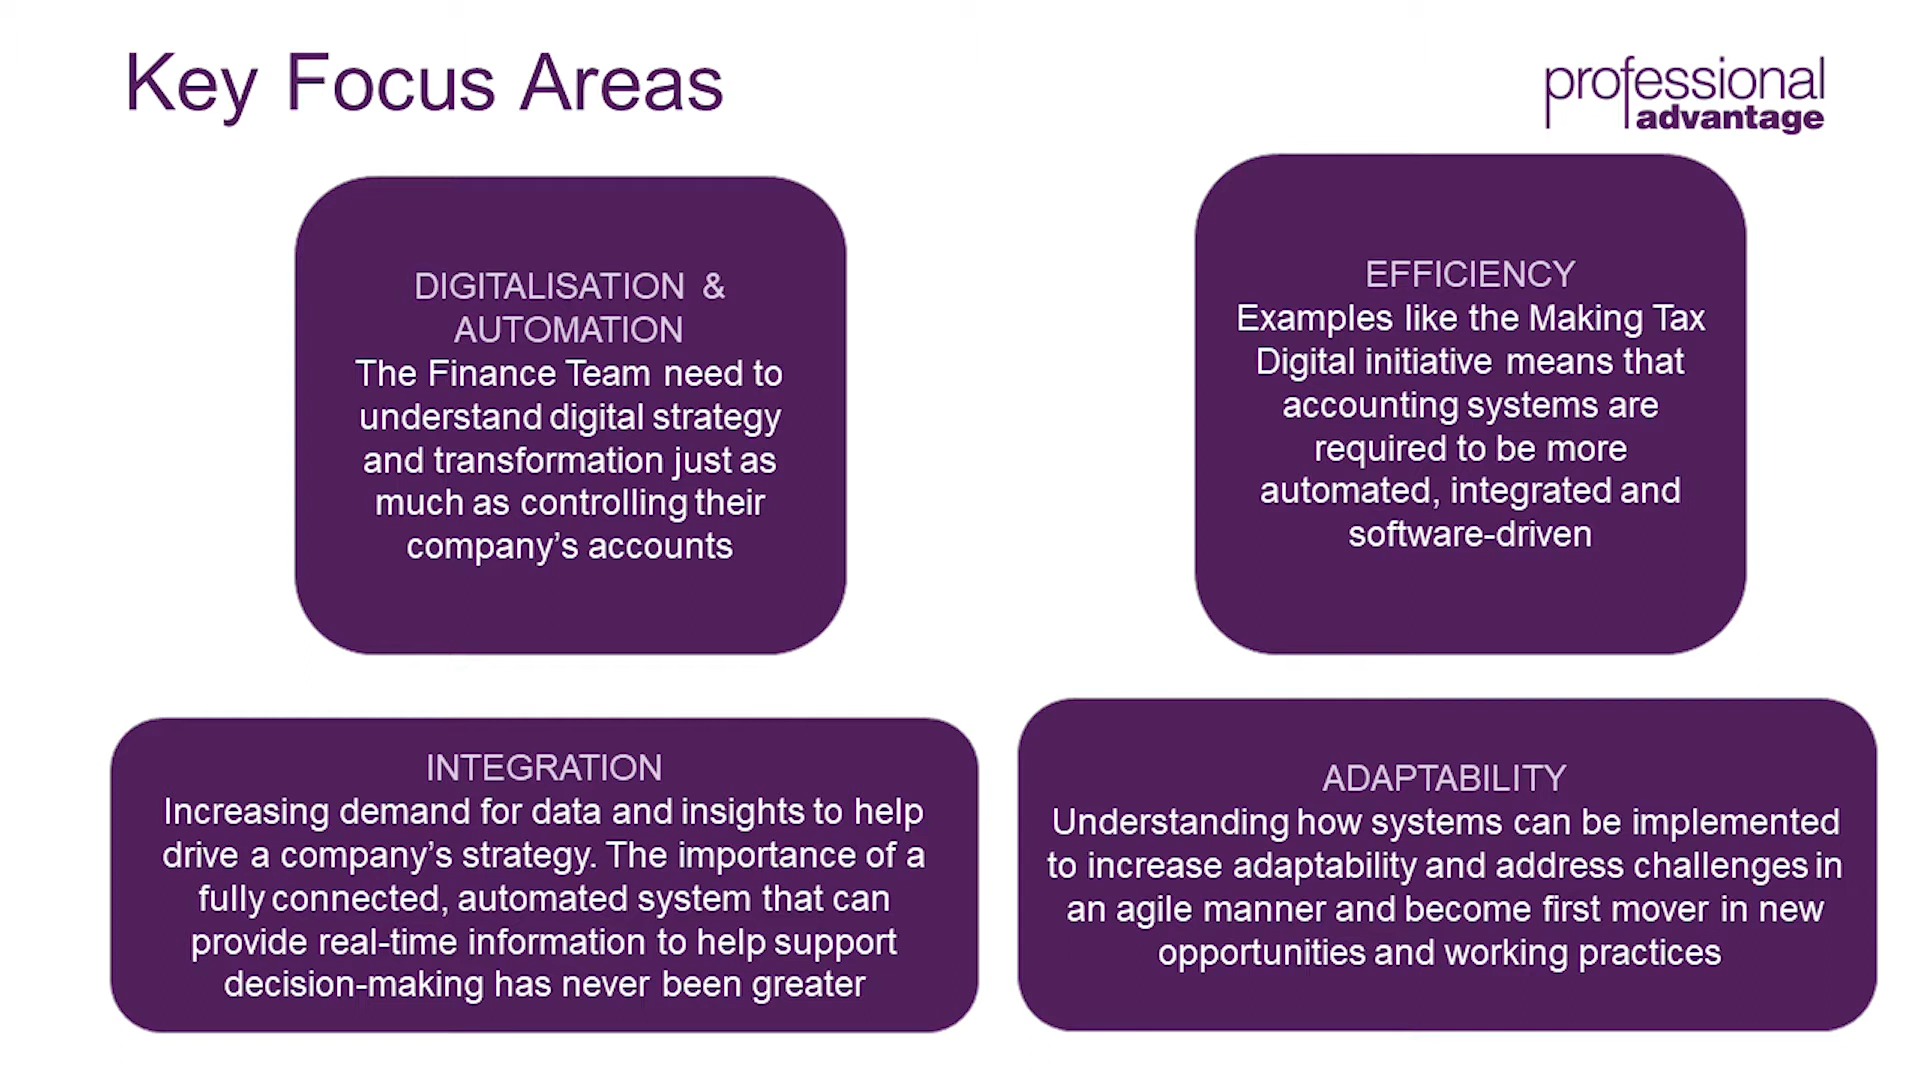 Key Focus Areas
professional
advantage
DIGITALISATION &
AUTOMATION
The Finance Team need to
understand digital strategy
and transformation just as
much as controlling their
company’s accounts
EFFICIENCY
Examples like the Making Tax
Digital initiative means that
accounting systems are
required to be more
automated, integrated and
software-driven
INTEGRATION
Increasing demand for data and insights to help
drive a company’s strategy. The importance of a
fully connected, automated system that can
provide real-time information to help support
decision-making has never been greater
ADAPTABILITY
Understanding how systems can be implemented
to increase adaptability and address challenges in
an agile manner and become first mover in new
opportunities and working practices